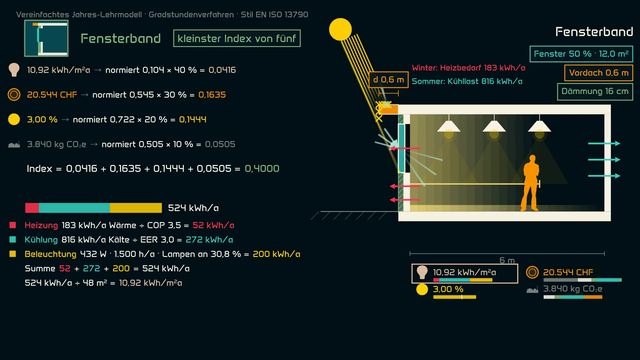 Vereinfachtes Jahres-Lehrmodell · Gradstundenverfahren · Stil EN ISO 13790
Fensterband
kleinster Index von fünf
10,92 kWh/m²a → normiert 0,104 × 40 % = 0,0416
20.544 CHF → normiert 0,545 × 30 % = 0,1635
3,00 % → normiert 0,722 × 20 % = 0,1444
3.840 kg CO₂e → normiert 0,505 × 10 % = 0,0505
Index = 0,0416 + 0,1635 + 0,1444 + 0,0505 = 0,4000
524 kWh/a
Heizung 183 kWh/a Wärme ÷ COP 3,5 = 52 kWh/a
Kühlung 816 kWh/a Kälte ÷ EER 3,0 = 272 kWh/a
Beleuchtung 432 W · 1.500 h/a · Lampen an 30,8 % = 200 kWh/a
Summe 52 + 272 + 200 = 524 kWh/a
524 kWh/a ÷ 48 m² = 10,92 kWh/m²a
Fensterband
Fenster 50 % · 12,0 m²
Vordach 0,6 m
Dämmung 16 cm
Winter: Heizbedarf 183 kWh/a
Sommer: Kühllast 816 kWh/a
d 0,6 m
6 m
10,92 kWh/m²a
20.544 CHF
3,00 %
3.840 kg CO₂e